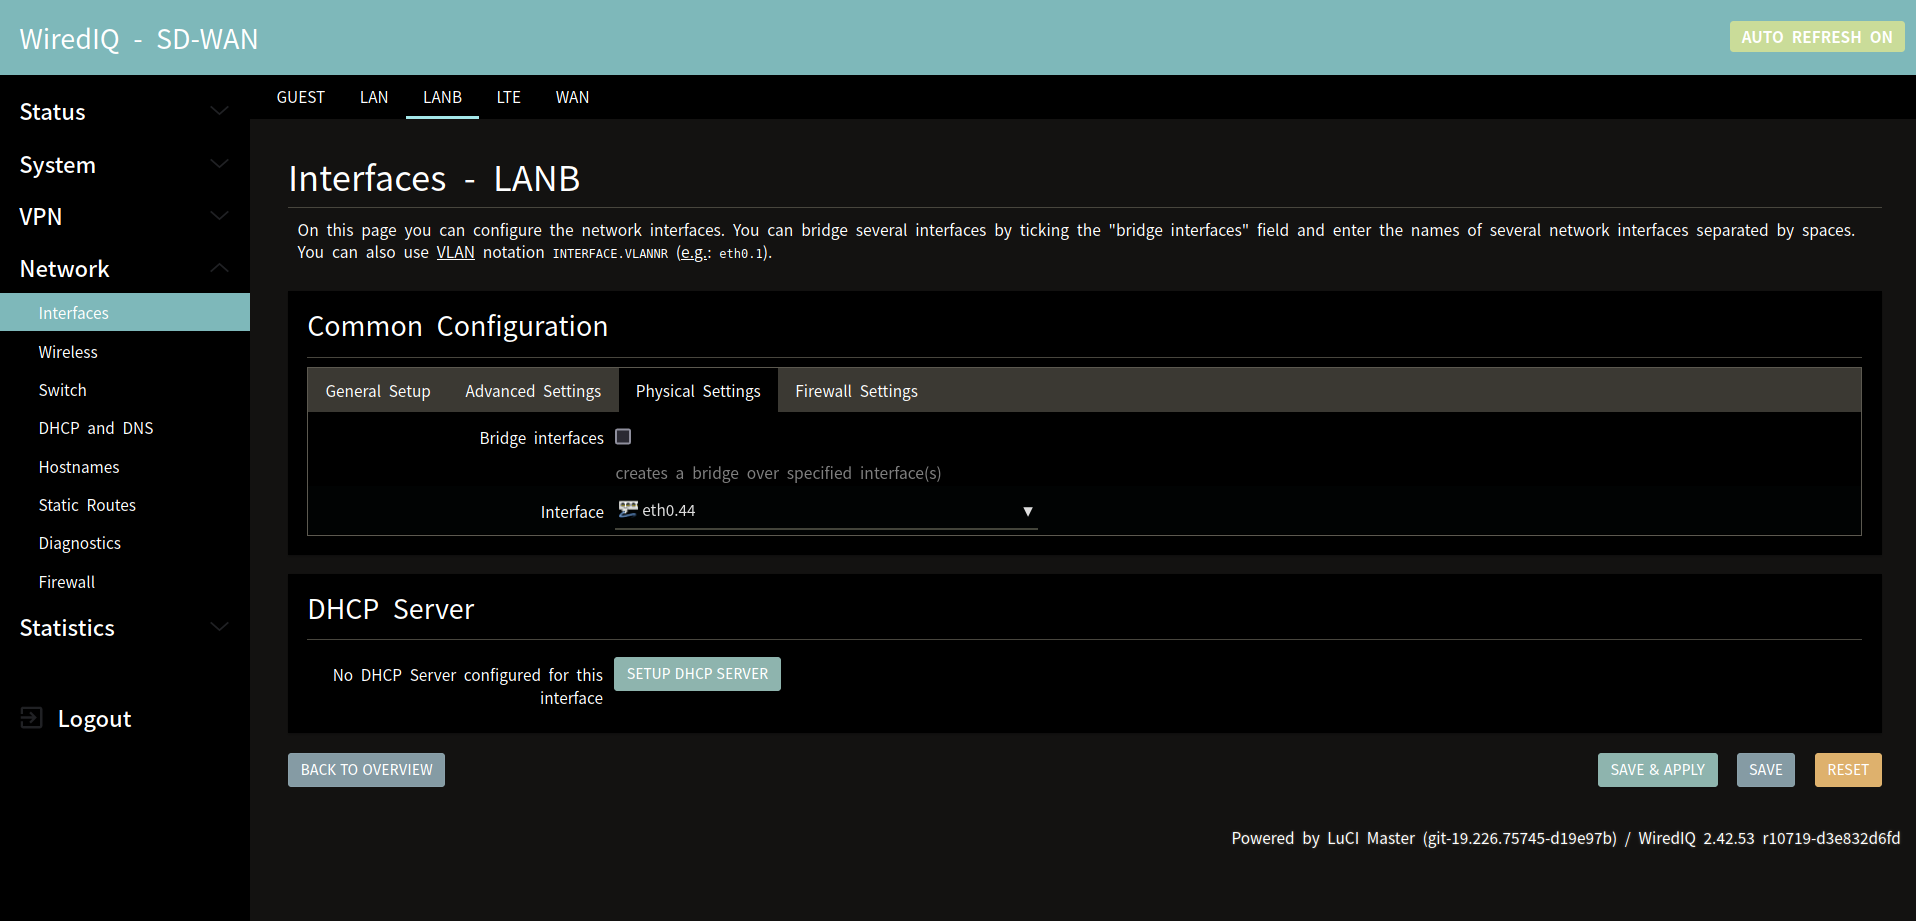 WiredIQ - SD-WAN
AUTO REFRESH ON
Status
System
VPN
Network
Interfaces
Wireless
Switch
DHCP and DNS
Hostnames
Static Routes
Diagnostics
Firewall
Statistics
Logout
GUEST LAN LANB LTE WAN
Interfaces - LANB
On this page you can configure the network interfaces. You can bridge several interfaces by ticking the "bridge interfaces" field and enter the names of several network interfaces separated by spaces.
You can also use VLAN notation INTERFACE.VLANNR (e.g.: eth0.1).
Common Configuration
General Setup Advanced Settings Physical Settings Firewall Settings
Bridge interfaces
creates a bridge over specified interface(s)
Interface eth0.44
DHCP Server
No DHCP Server configured for this
interface
SETUP DHCP SERVER
BACK TO OVERVIEW
SAVE & APPLY SAVE RESET
Powered by LuCI Master (git-19.226.75745-d19e97b) / WiredIQ 2.42.53 r10719-d3e832d6fd